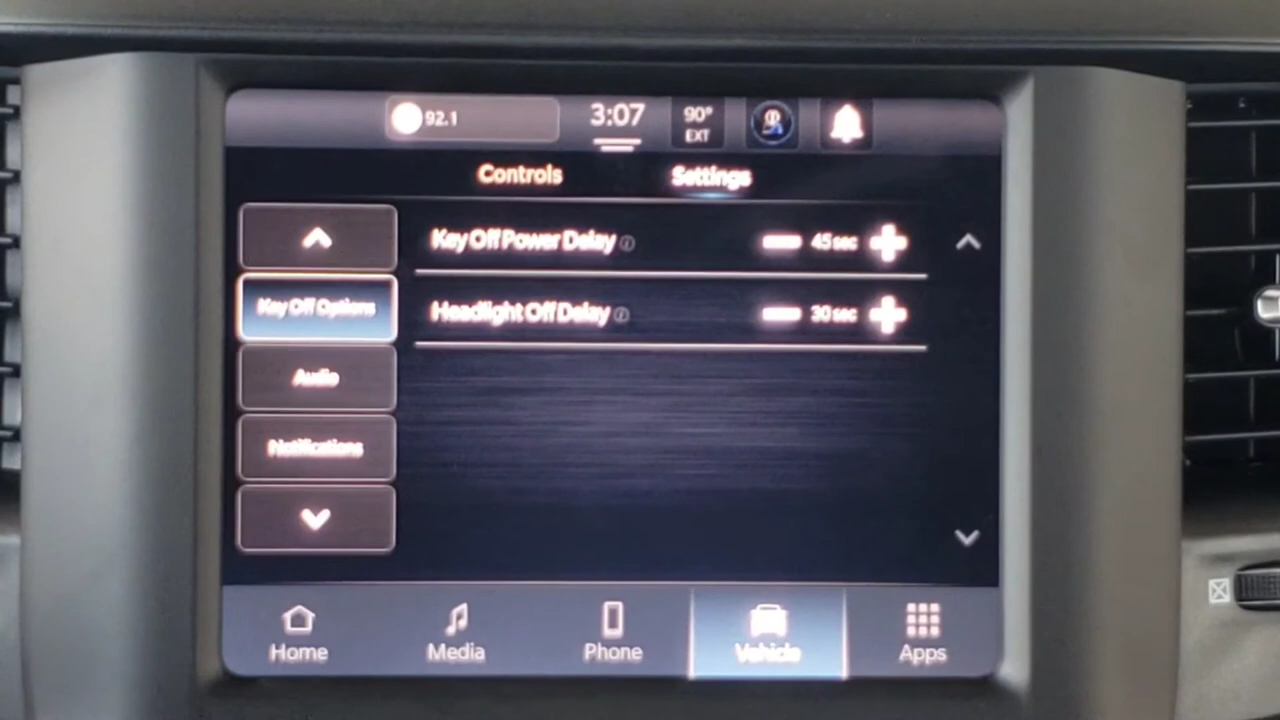 92.1
3:07
90°
EXT
Controls
Settings
Key Off Power Delay
45 sec
Key Off Options
Headlight Off Delay
30 sec
Audio
Notifications
Home
Media
Phone
Vehicle
Apps